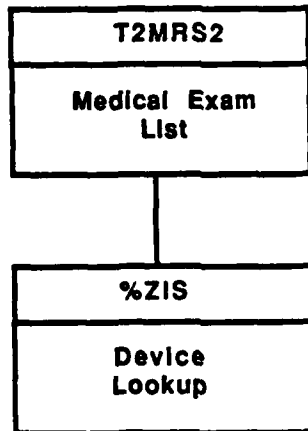 T2MRS2
Medical Exam
List
%ZIS
Device
Lookup